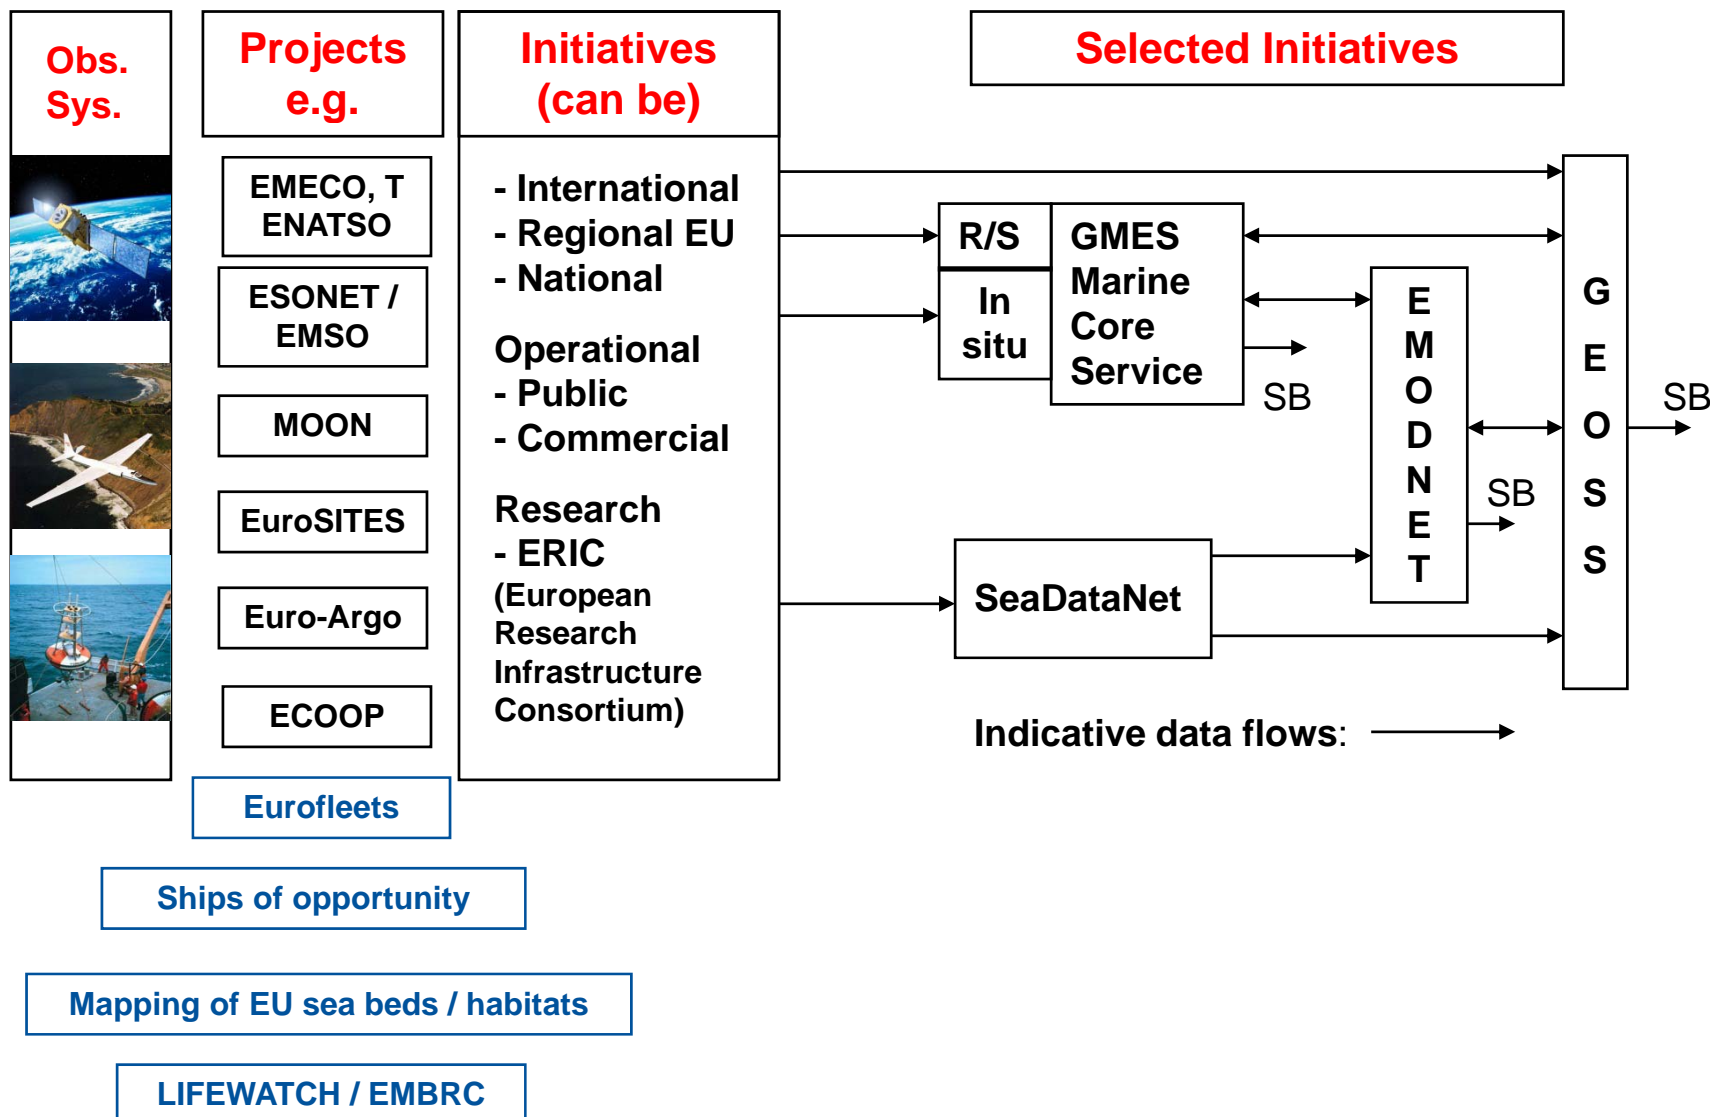 Obs.
Sys.
Projects
e.g.
Initiatives
(can be)
Selected Initiatives
EMECO, T
ENATSO
ESONET /
EMSO
MOON
EuroSITES
Euro-Argo
ECOOP
Eurofleets
Ships of opportunity
Mapping of EU sea beds / habitats
LIFEWATCH / EMBRC
- International
- Regional EU
- National
Operational
- Public
- Commercial
Research
- ERIC
(European
Research
Infrastructure
Consortium)
R/S
In
situ
GMES
Marine
Core
Service
SB
SeaDataNet
E
M
O
D
N
E
T
SB
G
E
O
S
S
SB
Indicative data flows: